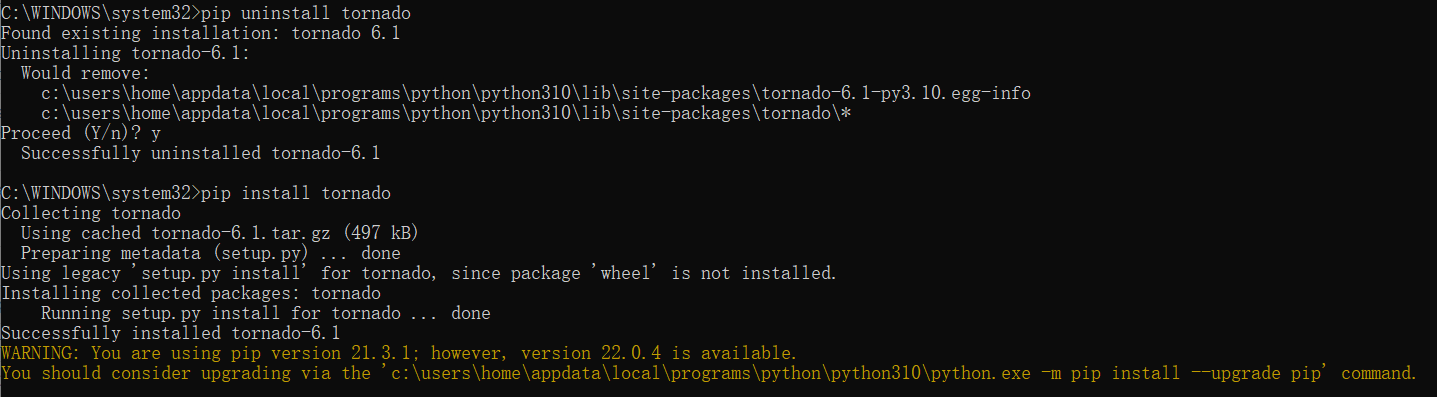 C:\WINDOWS\system32>pip uninstall tornado
Found existing installation: tornado 6.1
Uninstalling tornado-6.1:
  Would remove:
    c:\users\home\appdata\local\programs\python\python310\lib\site-packages\tornado-6.1-py3.10.egg-info
    c:\users\home\appdata\local\programs\python\python310\lib\site-packages\tornado\*
Proceed (Y/n)? y
  Successfully uninstalled tornado-6.1
C:\WINDOWS\system32>pip install tornado
Collecting tornado
  Using cached tornado-6.1.tar.gz (497 kB)
  Preparing metadata (setup.py) ... done
Using legacy 'setup.py install' for tornado, since package 'wheel' is not installed.
Installing collected packages: tornado
    Running setup.py install for tornado ... done
Successfully installed tornado-6.1
WARNING: You are using pip version 21.3.1; however, version 22.0.4 is available.
You should consider upgrading via the 'c:\users\home\appdata\local\programs\python\python310\python.exe -m pip install --upgrade pip' command.